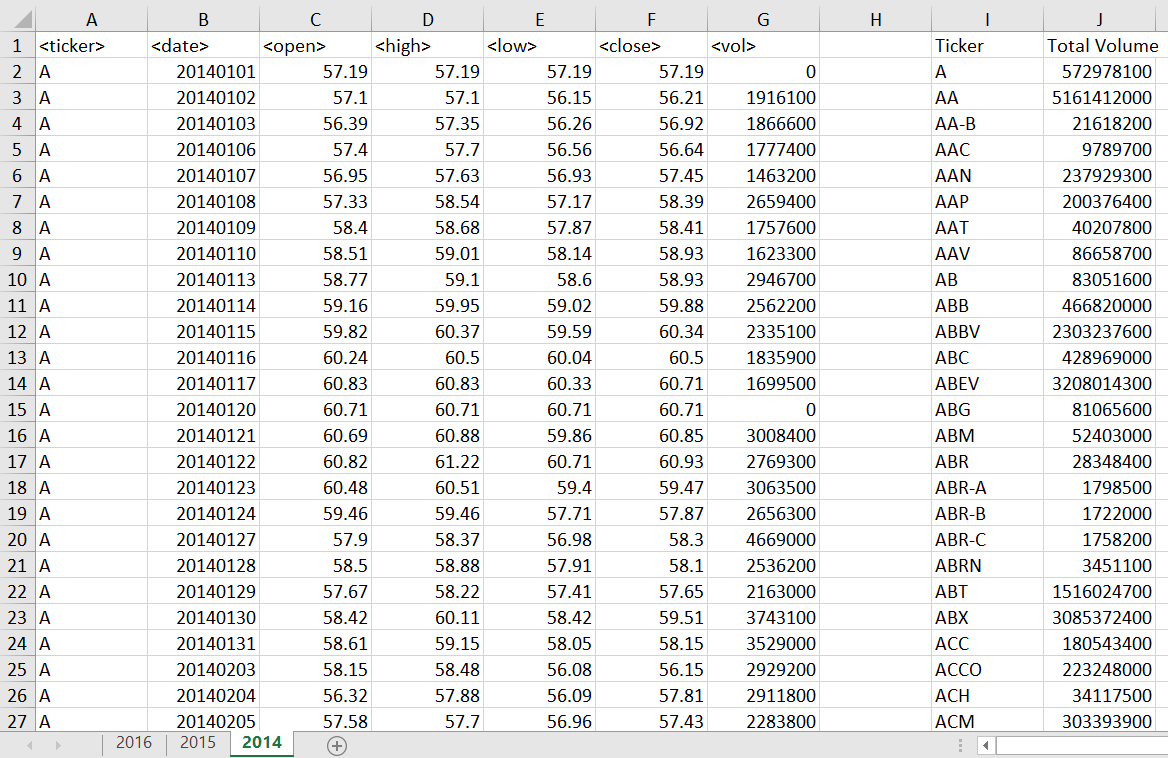 A B C D E F G H I J
1 <ticker> <date> <open> <high> <low> <close> <vol> Ticker Total Volume
2 A 20140101 57.19 57.19 57.19 57.19 0 A 572978100
3 A 20140102 57.1 57.1 56.15 56.21 1916100 AA 5161412000
4 A 20140103 56.39 57.35 56.26 56.92 1866600 AA-B 21618200
5 A 20140106 57.4 57.7 56.56 56.64 1777400 AAC 9789700
6 A 20140107 56.95 57.63 56.93 57.45 1463200 AAN 237929300
7 A 20140108 57.33 58.54 57.17 58.39 2659400 AAP 200376400
8 A 20140109 58.4 58.68 57.87 58.41 1757600 AAT 40207800
9 A 20140110 58.51 59.01 58.14 58.93 1623300 AAV 86658700
10 A 20140113 58.77 59.1 58.6 58.93 2946700 AB 83051600
11 A 20140114 59.16 59.95 59.02 59.88 2562200 ABB 466820000
12 A 20140115 59.82 60.37 59.59 60.34 2335100 ABBV 2303237600
13 A 20140116 60.24 60.5 60.04 60.5 1835900 ABC 428969000
14 A 20140117 60.83 60.83 60.33 60.71 1699500 ABEV 3208014300
15 A 20140120 60.71 60.71 60.71 60.71 0 ABG 81065600
16 A 20140121 60.69 60.88 59.86 60.85 3008400 ABM 52403000
17 A 20140122 60.82 61.22 60.71 60.93 2769300 ABR 28348400
18 A 20140123 60.48 60.51 59.4 59.47 3063500 ABR-A 1798500
19 A 20140124 59.46 59.46 57.71 57.87 2656300 ABR-B 1722000
20 A 20140127 57.9 58.37 56.98 58.3 4669000 ABR-C 1758200
21 A 20140128 58.5 58.88 57.91 58.1 2536200 ABRN 3451100
22 A 20140129 57.67 58.22 57.41 57.65 2163000 ABT 1516024700
23 A 20140130 58.42 60.11 58.42 59.51 3743100 ABX 3085372400
24 A 20140131 58.61 59.15 58.05 58.15 3529000 ACC 180543400
25 A 20140203 58.15 58.48 56.08 56.15 2929200 ACCO 223248000
26 A 20140204 56.32 57.88 56.09 57.81 2911800 ACH 34117500
27 A 20140205 57.58 57.7 56.96 57.43 2283800 ACM 303393900
2016 2015 2014